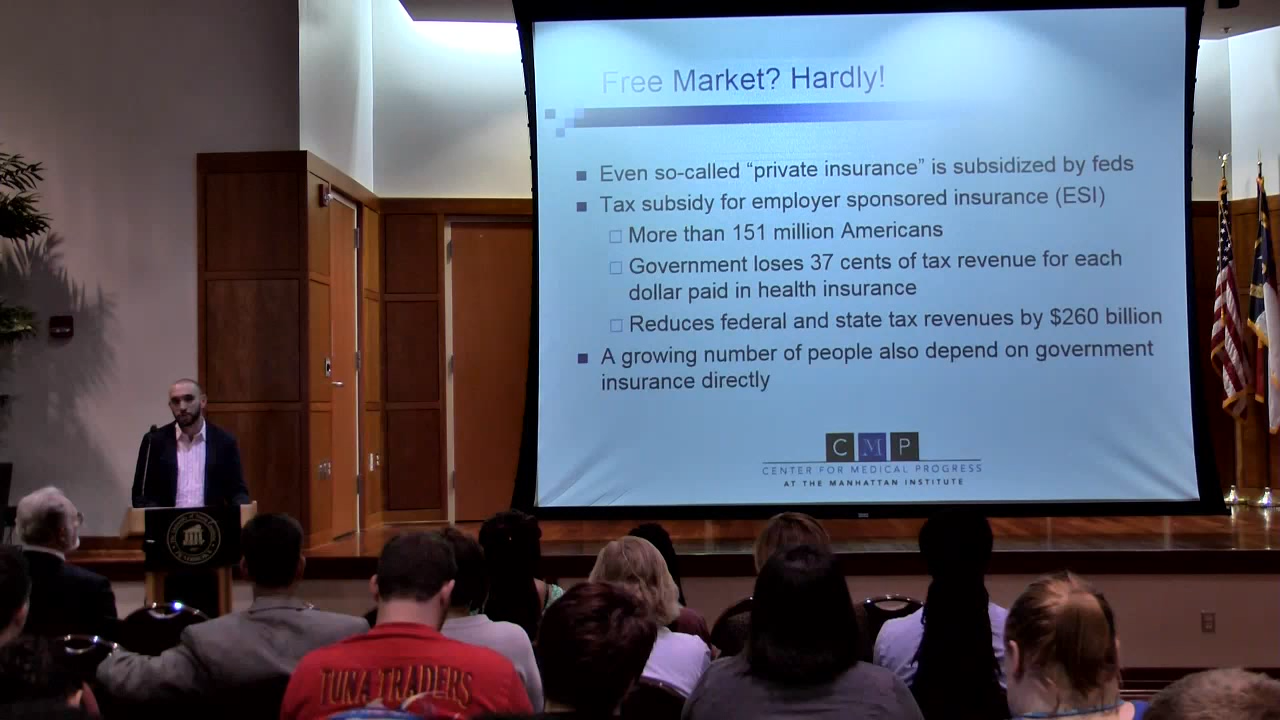 Free Market? Hardly!
Even so-called “private insurance” is subsidized by feds
Tax subsidy for employer sponsored insurance (ESI)
More than 151 million Americans
Government loses 37 cents of tax revenue for each
dollar paid in health insurance
Reduces federal and state tax revenues by $260 billion
A growing number of people also depend on government
insurance directly
C M P
CENTER FOR MEDICAL PROGRESS
AT THE MANHATTAN INSTITUTE
TUNA TRADERS